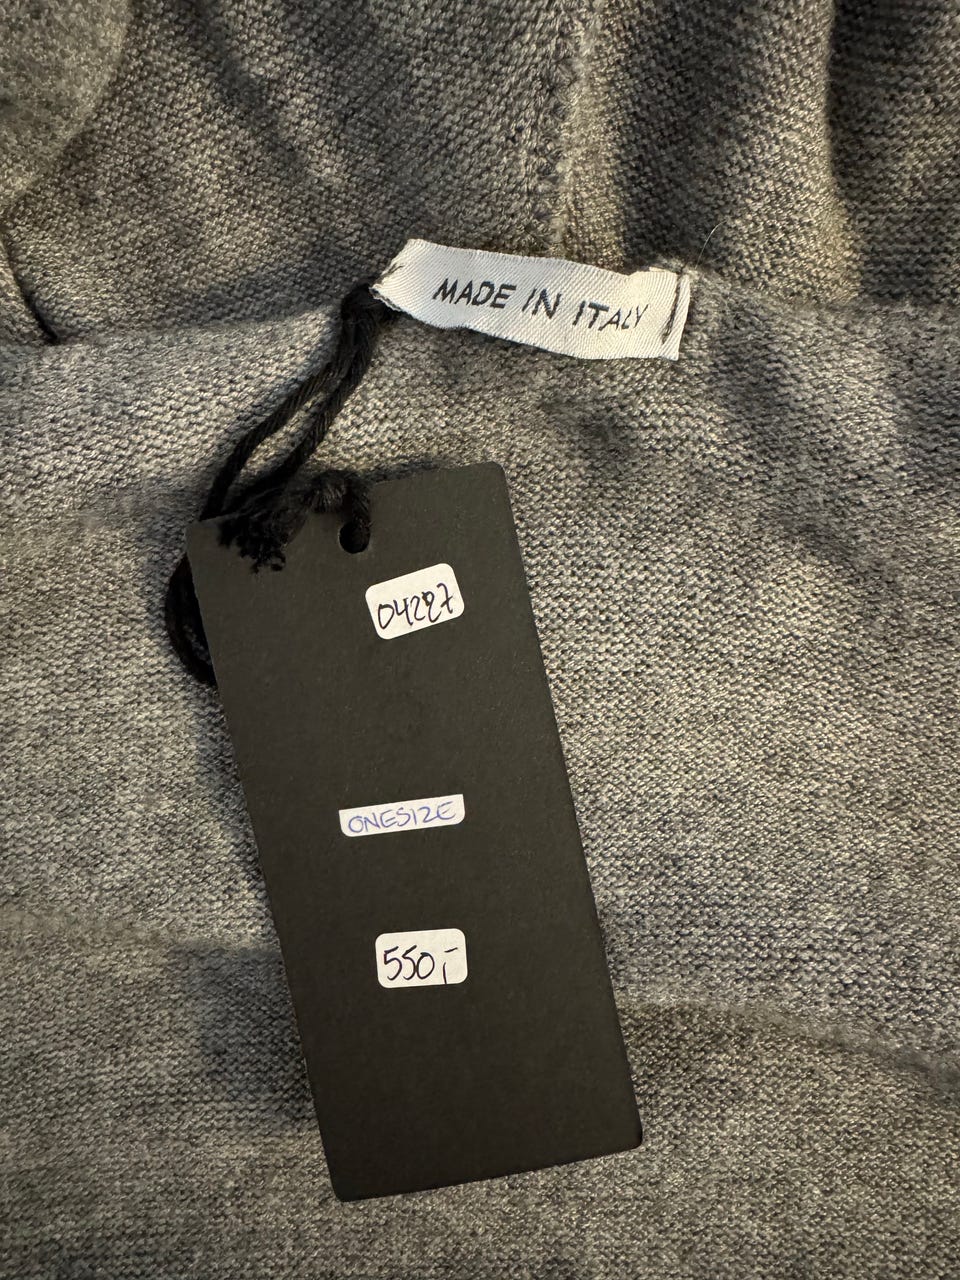 MADE IN ITALY
04227
ONESIZE
550,-